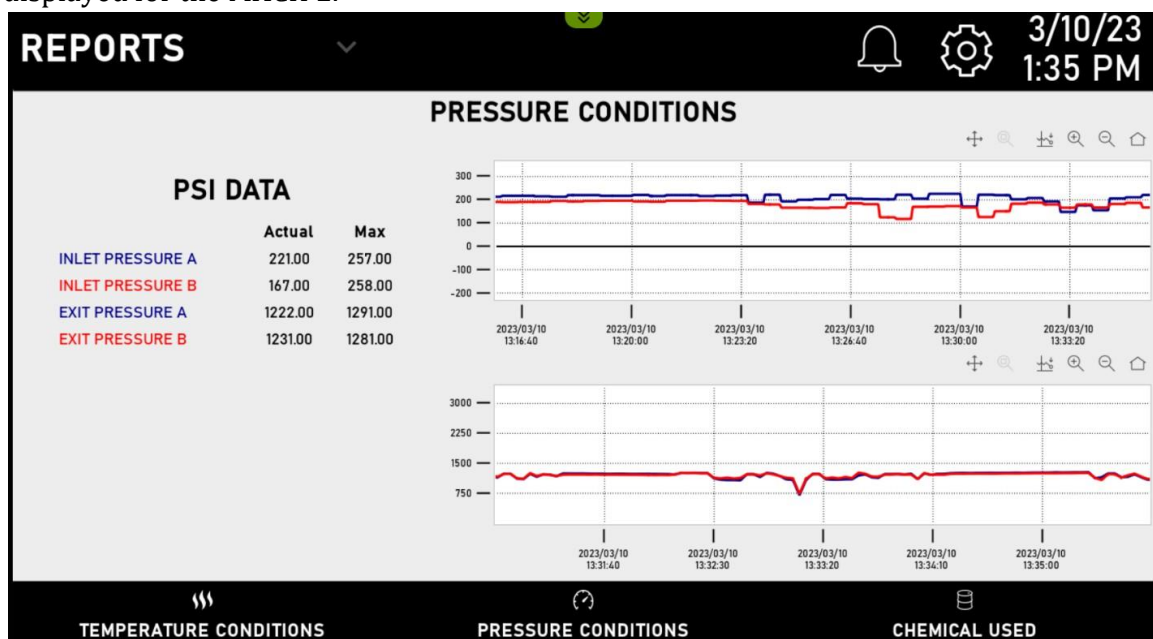 REPORTS
3/10/23
1:35 PM
PRESSURE CONDITIONS
PSI DATA
Actual Max
INLET PRESSURE A 221.00 257.00
INLET PRESSURE B 167.00 258.00
EXIT PRESSURE A 1222.00 1291.00
EXIT PRESSURE B 1231.00 1281.00
300
200
100
0
-100
-200
2023/03/10 2023/03/10 2023/03/10 2023/03/10 2023/03/10 2023/03/10
13:16:40 13:20:00 13:23:20 13:26:40 13:30:00 13:33:20
3000
2250
1500
750
2023/03/10 2023/03/10 2023/03/10 2023/03/10 2023/03/10
13:31:40 13:32:30 13:33:20 13:34:10 13:35:00
TEMPERATURE CONDITIONS PRESSURE CONDITIONS CHEMICAL USED